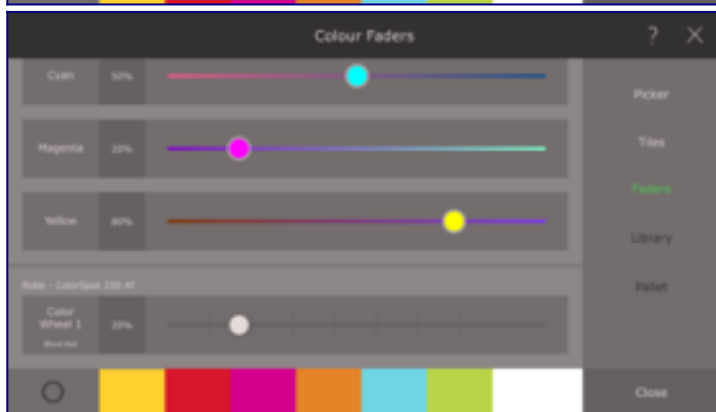 Colour Faders ? X
Cyan 50%
Picker
Magenta 20%
Tiles
Faders
Yellow 80%
Library
Robe - ColorSpot 250 AT
Pallet
Color
Wheel 1 20%
Close